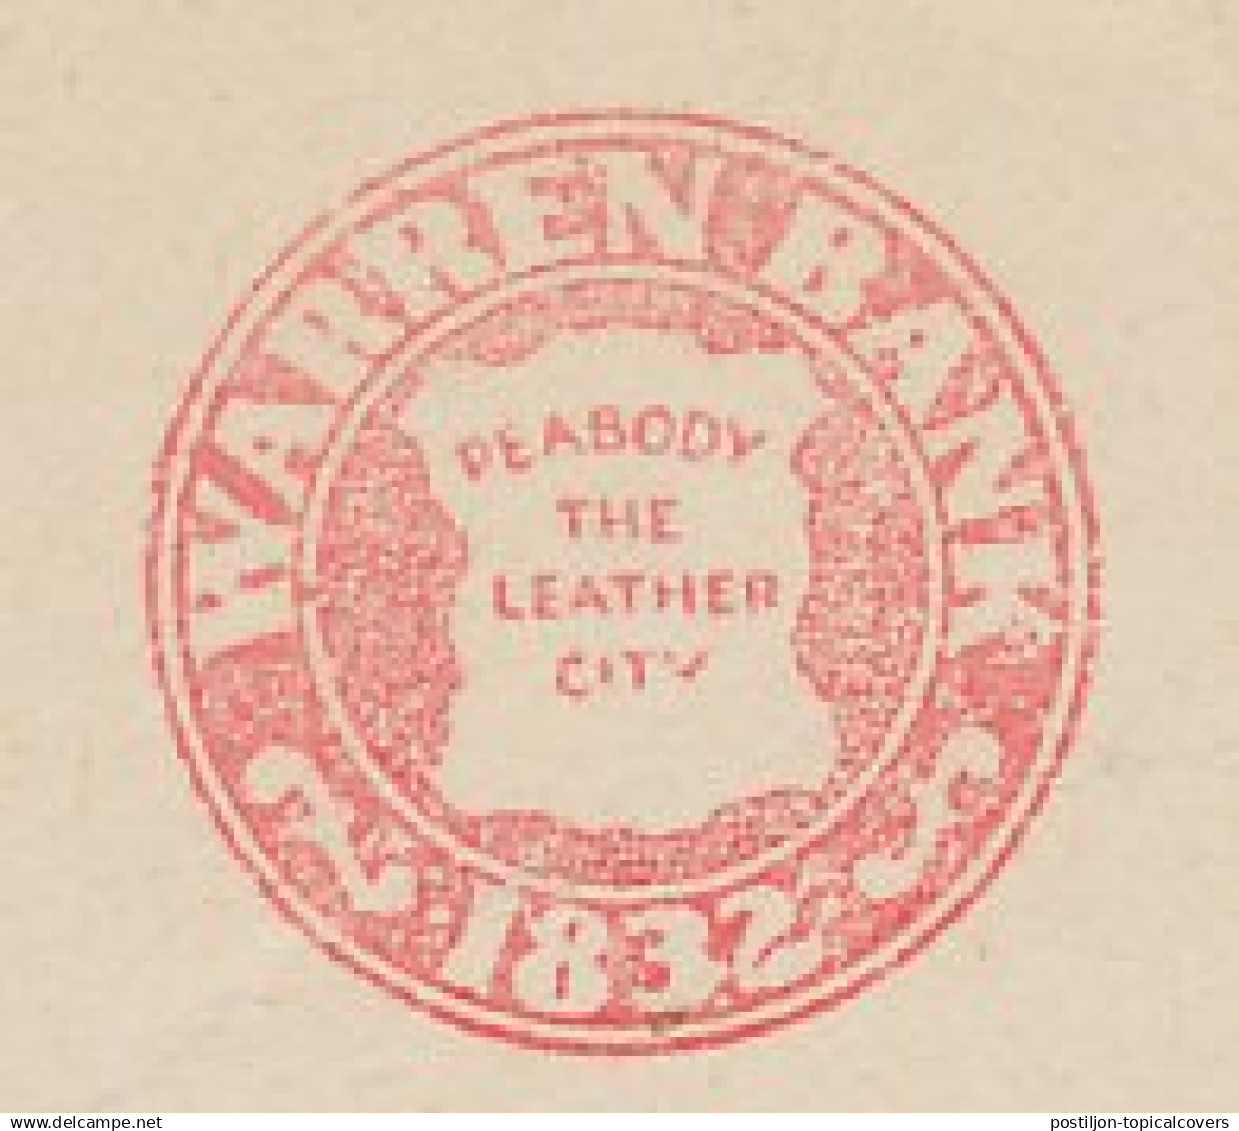 WARREN BANK
PEABODY
THE
LEATHER
CITY
1832
www.delcampe.net
postiljon-topicalcovers